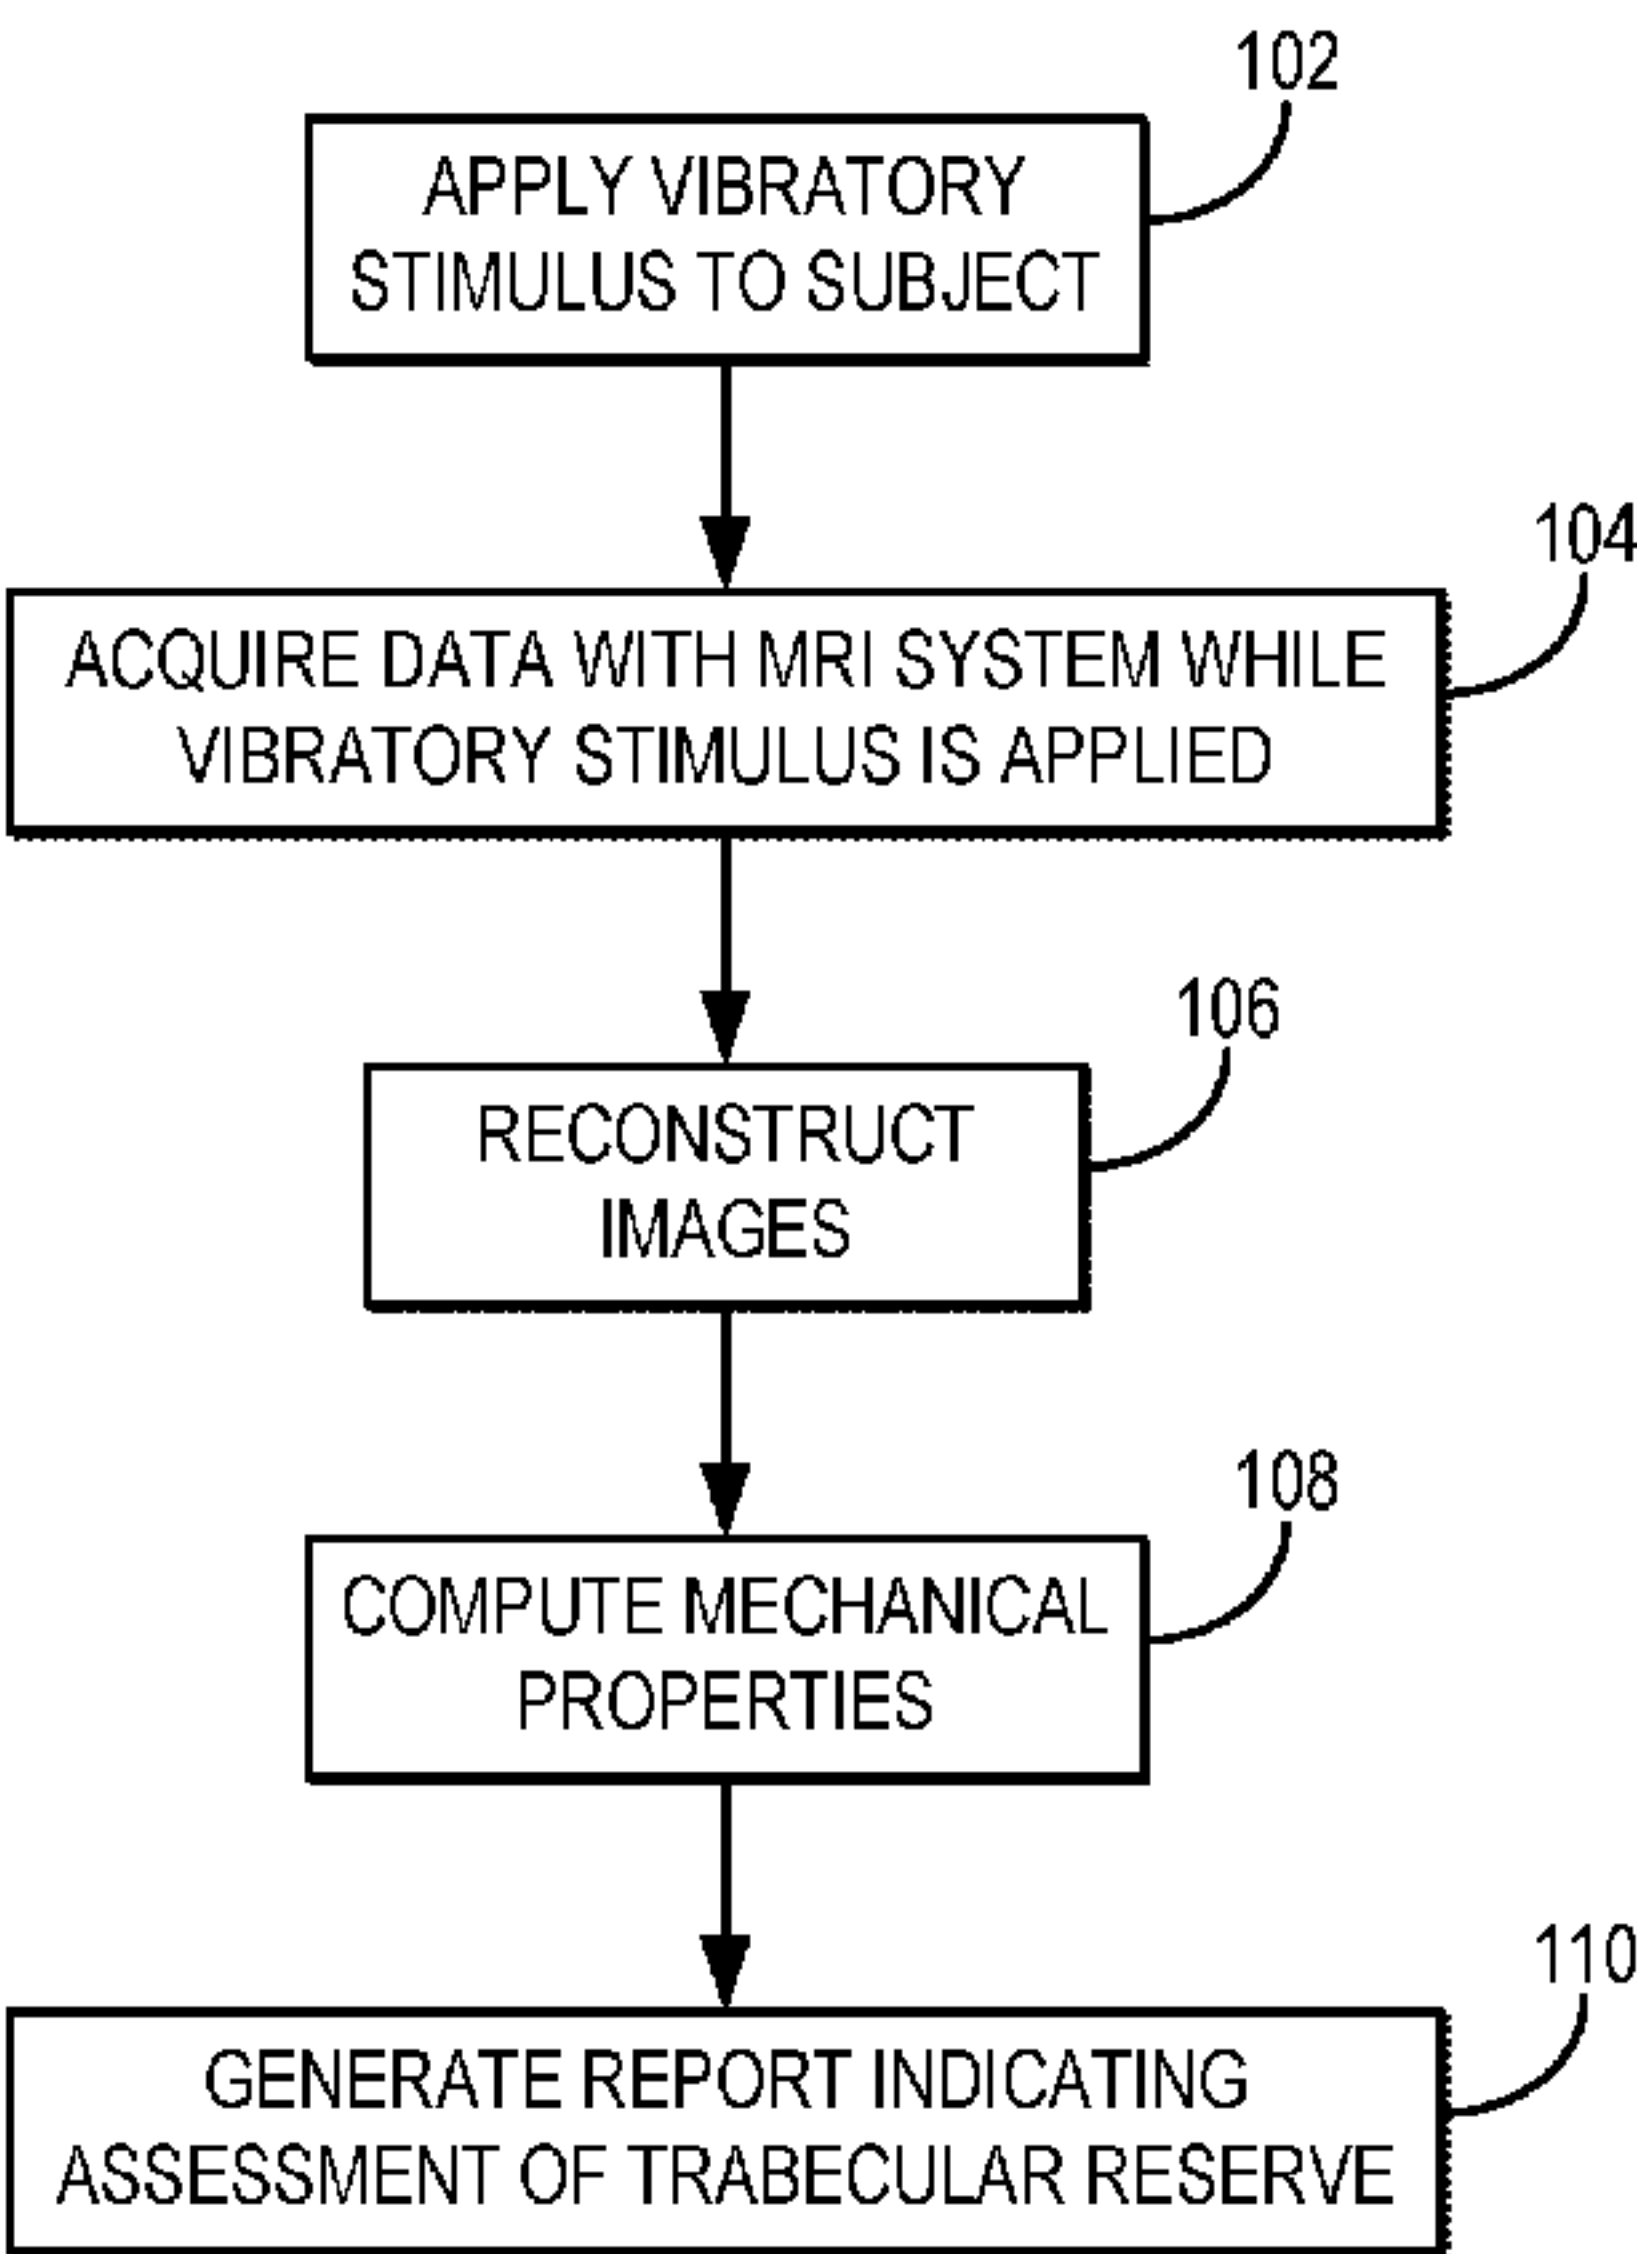 102
APPLY VIBRATORY
STIMULUS TO SUBJECT
104
ACQUIRE DATA WITH MRI SYSTEM WHILE
VIBRATORY STIMULUS IS APPLIED
106
RECONSTRUCT
IMAGES
108
COMPUTE MECHANICAL
PROPERTIES
110
GENERATE REPORT INDICATING
ASSESSMENT OF TRABECULAR RESERVE